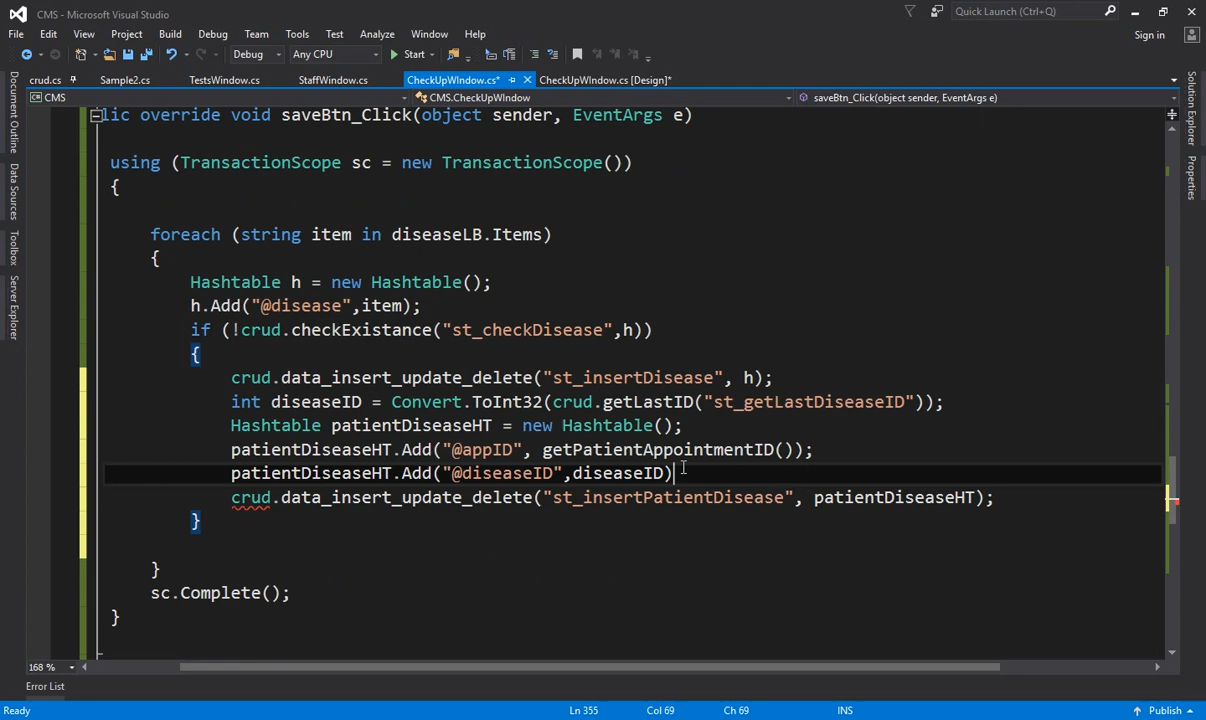 CMS - Microsoft Visual Studio
Quick Launch (Ctrl+Q)
File Edit View Project Build Debug Team Tools Test Analyze Window Help
Sign in
Debug Any CPU Start
crud.cs Sample2.cs TestsWindow.cs StaffWindow.cs CheckUpWIndow.cs* CheckUpWIndow.cs [Design]*
CMS CMS.CheckUpWIndow saveBtn_Click(object sender, EventArgs e)
Document Outline
Data Sources
Toolbox
Server Explorer
Solution Explorer
Properties
lic override void saveBtn_Click(object sender, EventArgs e)
using (TransactionScope sc = new TransactionScope())
{
foreach (string item in diseaseLB.Items)
{
Hashtable h = new Hashtable();
h.Add("@disease",item);
if (!crud.checkExistance("st_checkDisease",h))
{
crud.data_insert_update_delete("st_insertDisease", h);
int diseaseID = Convert.ToInt32(crud.getLastID("st_getLastDiseaseID"));
Hashtable patientDiseaseHT = new Hashtable();
patientDiseaseHT.Add("@appID", getPatientAppointmentID());
patientDiseaseHT.Add("@diseaseID",diseaseID)
crud.data_insert_update_delete("st_insertPatientDisease", patientDiseaseHT);
}
}
sc.Complete();
}
168 %
Error List
Ready Ln 355 Col 69 Ch 69 INS Publish